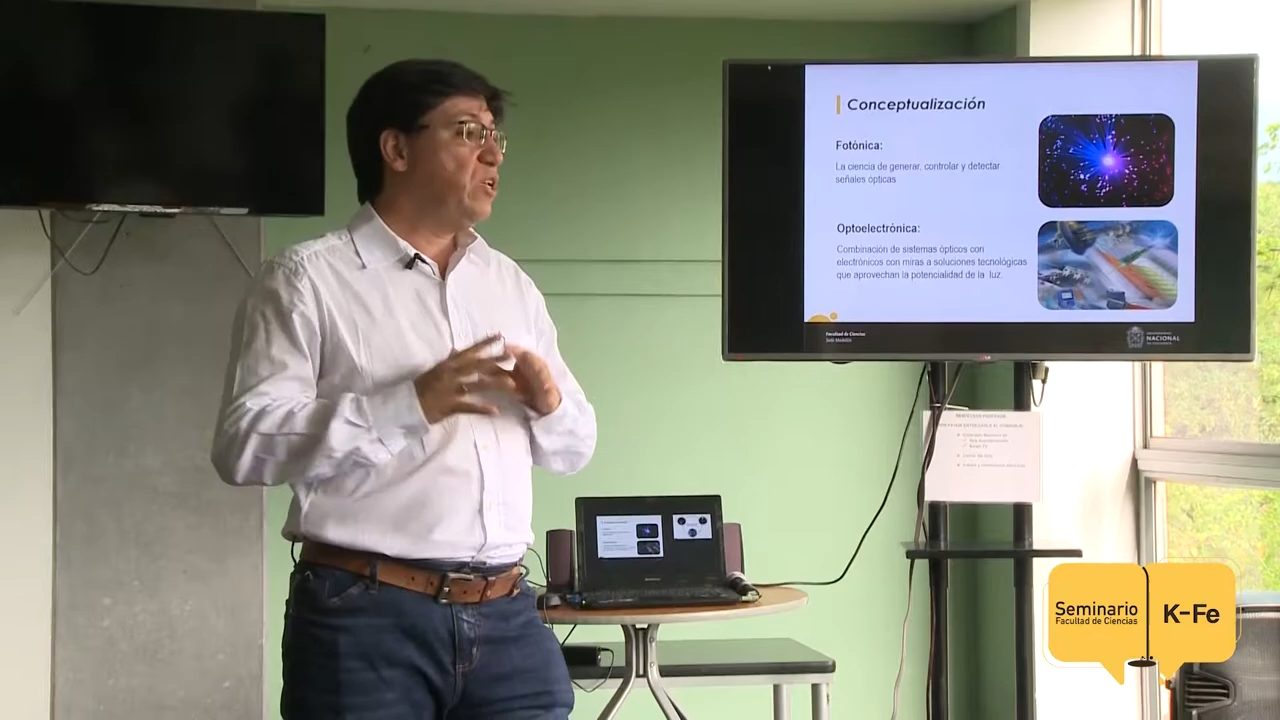 Conceptualización
Fotónica:
La ciencia de generar, controlar y detectar
señales ópticas
Optoelectrónica:
Combinación de sistemas ópticos con
electrónicos con miras a soluciones tecnológicas
que aprovechan la potencialidad de la luz.
Facultad de Ciencias
Sede Medellín
NACIONAL
Seminario
Facultad de Ciencias
K-Fe